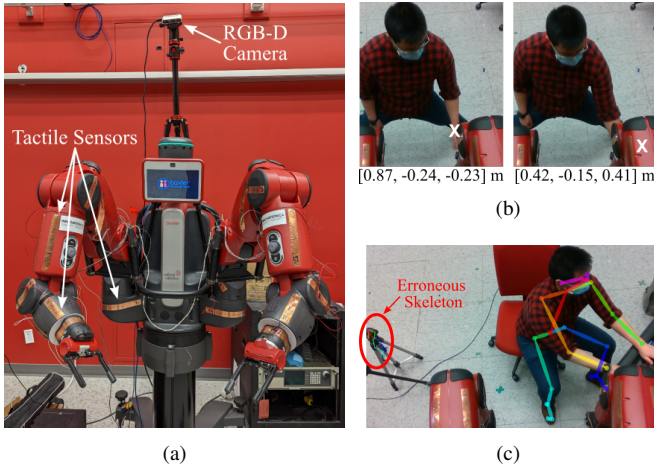 RGB-D
Camera
Tactile Sensors
baxter
(a)
X
X
[0.87, -0.24, -0.23] m
[0.42, -0.15, 0.41] m
(b)
Erroneous
Skeleton
(c)